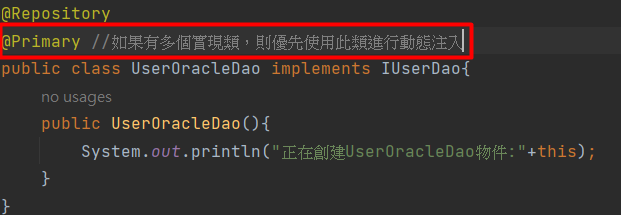 @Repository
@Primary //如果有多個實現類，則優先使用此類進行動態注入
public class UserOracleDao implements IUserDao{
no usages
public UserOracleDao(){
System.out.println("正在創建UserOracleDao物件:"+this);
}
}